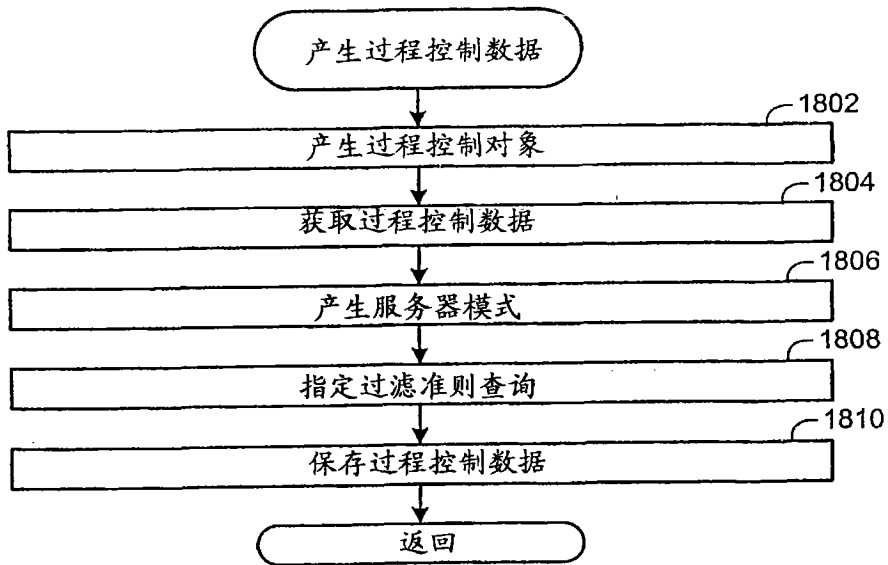 产生过程控制数据
1802
产生过程控制对象
1804
获取过程控制数据
1806
产生服务器模式
1808
指定过滤准则查询
1810
保存过程控制数据
返回